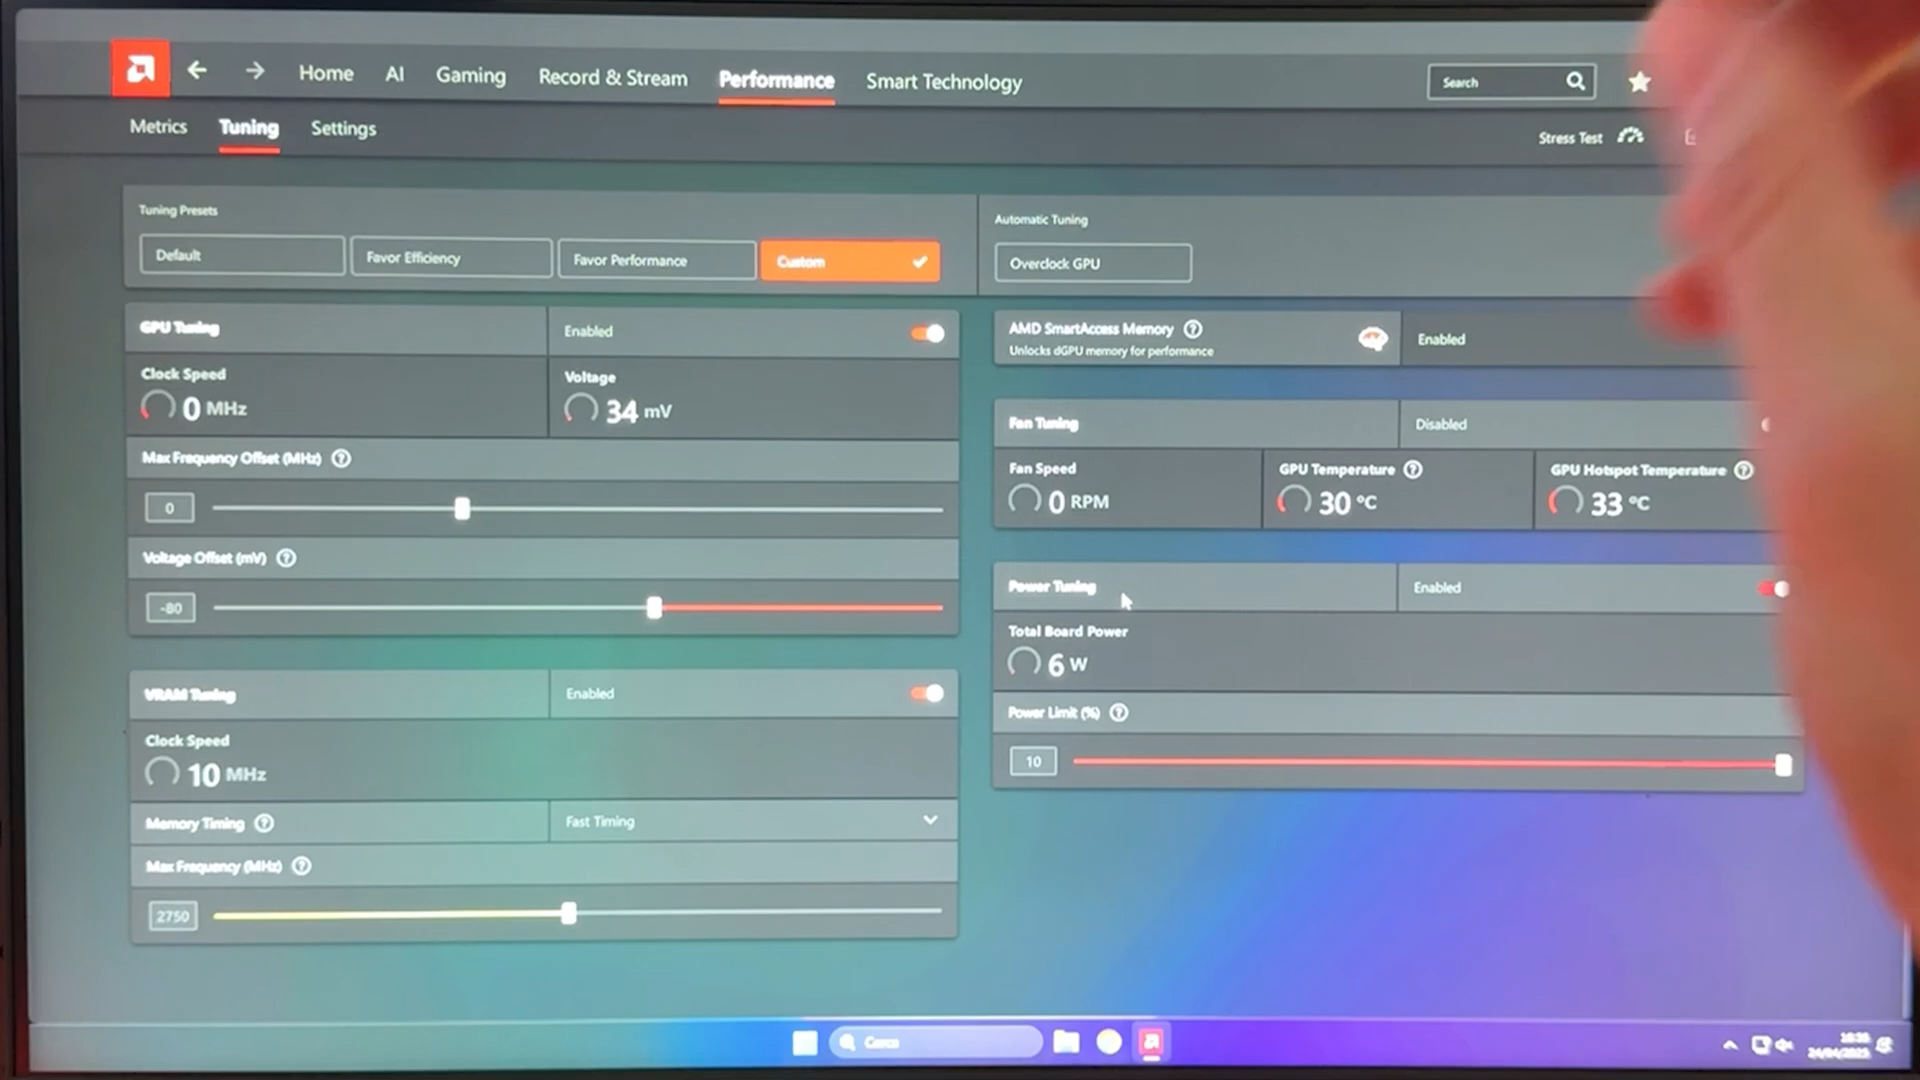 Home AI Gaming Record & Stream Performance Smart Technology Search
Metrics Tuning Settings Stress Test
Tuning Presets
Default Favor Efficiency Favor Performance Custom
Automatic Tuning
Overclock GPU
GPU Tuning Enabled
Clock Speed
0 MHz
Voltage
34 mV
Max Frequency Offset (MHz)
0
Voltage Offset (mV)
-80
VRAM Tuning Enabled
Clock Speed
10 MHz
Memory Timing Fast Timing
Max Frequency (MHz)
2750
AMD SmartAccess Memory Enabled
Unlocks dGPU memory for performance
Fan Tuning Disabled
Fan Speed
0 RPM
GPU Temperature
30 °C
GPU Hotspot Temperature
33 °C
Power Tuning Enabled
Total Board Power
6 W
Power Limit (%)
10
Cerca
24/04/2025